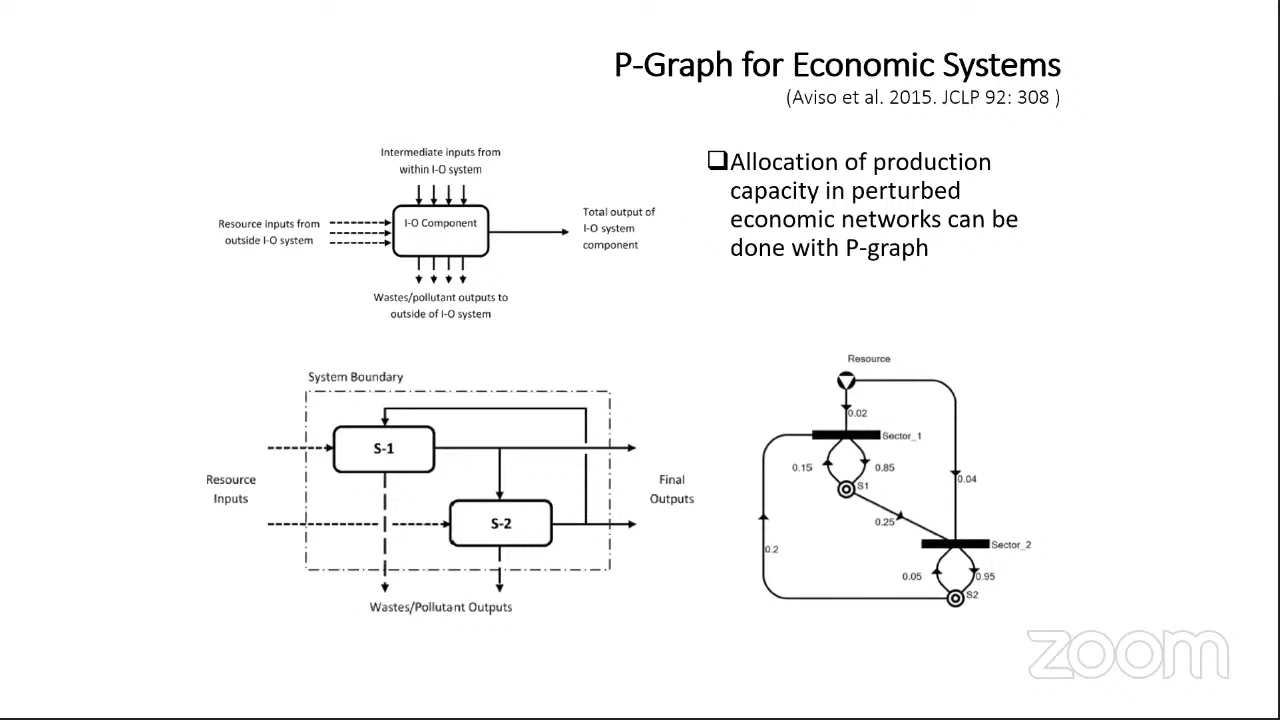 P-Graph for Economic Systems
(Aviso et al. 2015. JCLP 92: 308 )
Intermediate inputs from
within I-O system
Resource inputs from
outside I-O system
I-O Component
Total output of
I-O system
component
Wastes/pollutant outputs to
outside of I-O system
❑Allocation of production
capacity in perturbed
economic networks can be
done with P-graph
System Boundary
S-1
S-2
Resource
Inputs
Final
Outputs
Wastes/Pollutant Outputs
Resource
0.02
Sector_1
0.15
0.85
S1
0.04
0.25
0.2
Sector_2
0.05
0.95
S2
zoom